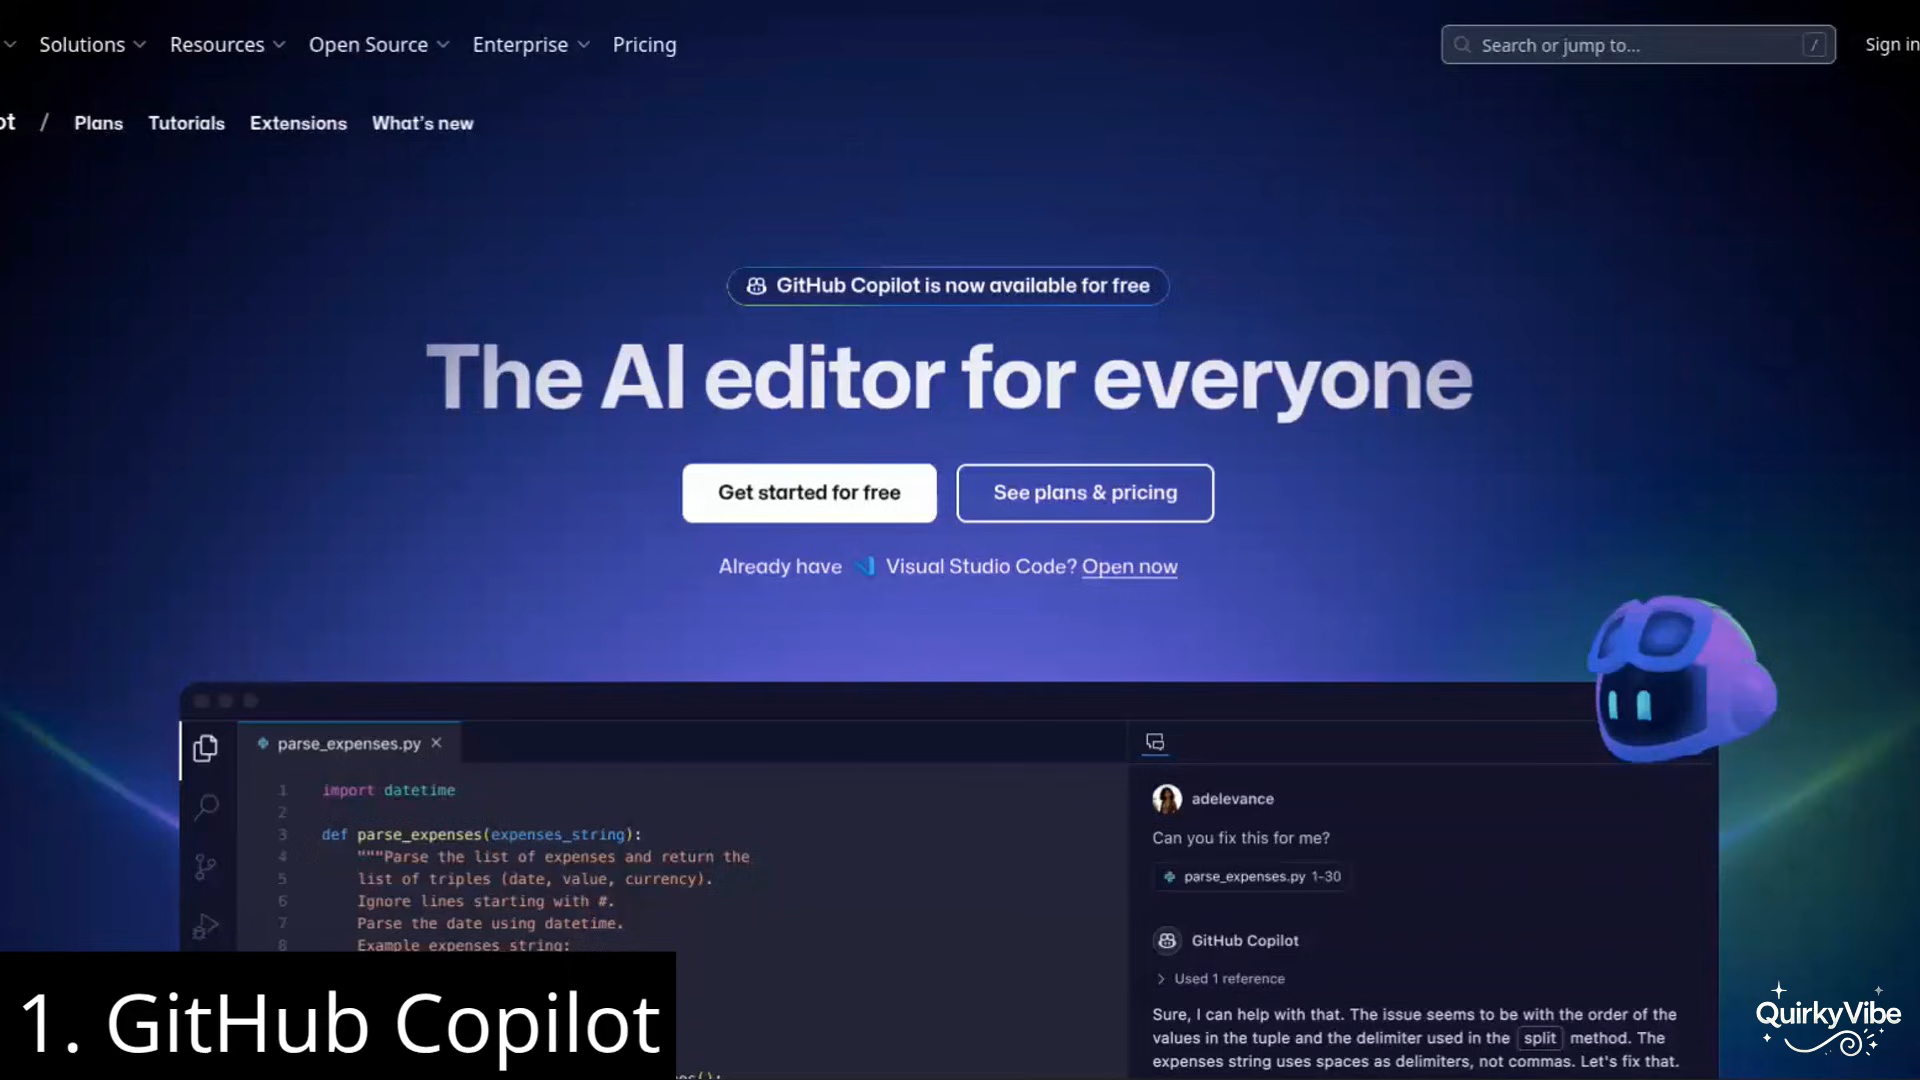 Solutions Resources Open Source Enterprise Pricing
Search or jump to... /
Sign in
ot / Plans Tutorials Extensions What's new
GitHub Copilot is now available for free
The AI editor for everyone
Get started for free
See plans & pricing
Already have Visual Studio Code? Open now
parse_expenses.py
1 import datetime
2
3 def parse_expenses(expenses_string):
4 """Parse the list of expenses and return the
5 list of triples (date, value, currency).
6 Ignore lines starting with #.
7 Parse the date using datetime.
8 Example expenses string:
adelevance
Can you fix this for me?
parse_expenses.py 1-30
GitHub Copilot
Used 1 reference
Sure, I can help with that. The issue seems to be with the order of the
values in the tuple and the delimiter used in the split method. The
expenses string uses spaces as delimiters, not commas. Let's fix that.
1. GitHub Copilot
QuirkyVibe